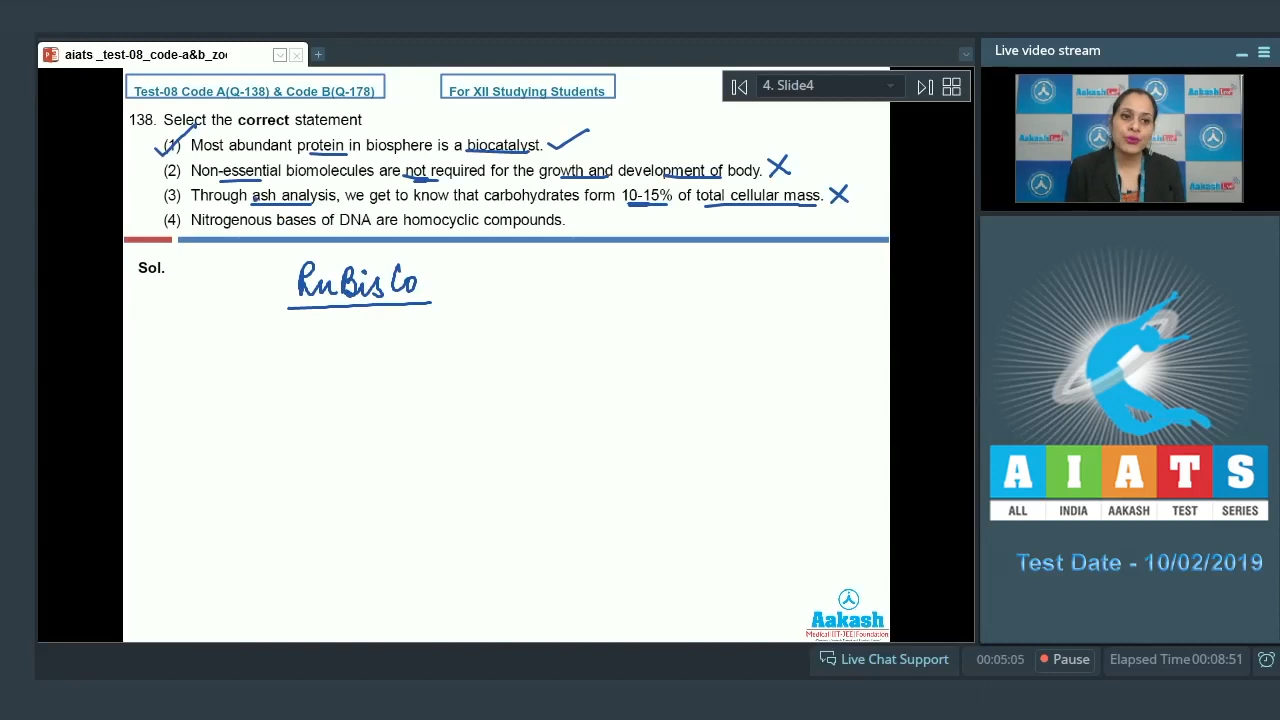 aiats _test-08_code-a&b_zo
Live video stream
Test-08 Code A(Q-138) & Code B(Q-178)
For XII Studying Students
4. Slide4
138. Select the correct statement
(1) Most abundant protein in biosphere is a biocatalyst.
(2) Non-essential biomolecules are not required for the growth and development of body.
(3) Through ash analysis, we get to know that carbohydrates form 10-15% of total cellular mass.
(4) Nitrogenous bases of DNA are homocyclic compounds.
Sol.
RuBisCo
A I A T S
ALL INDIA AAKASH TEST SERIES
Test Date - 10/02/2019
Aakash
Medical|IIT-JEE|Foundation
Live Chat Support
00:05:05
Pause
Elapsed Time 00:08:51